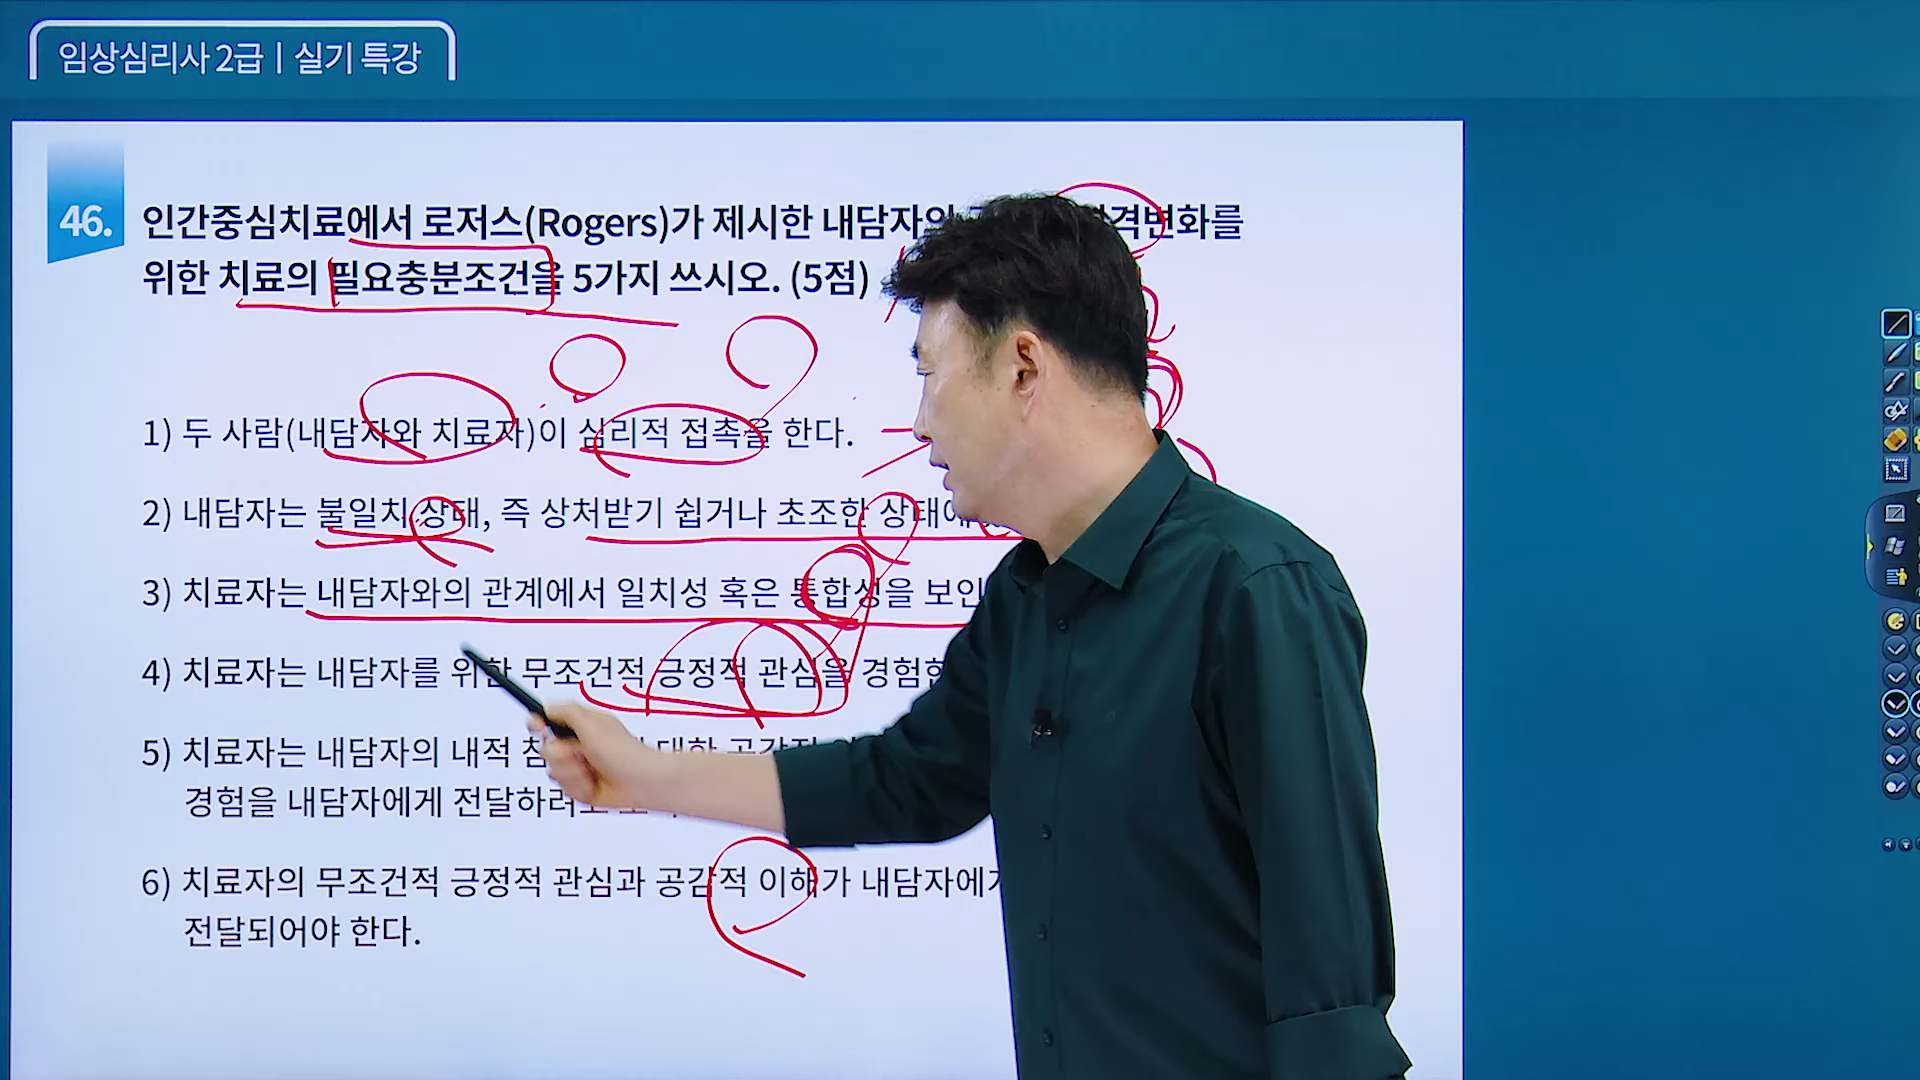 임상심리사 2급 | 실기 특강
46. 인간중심치료에서 로저스(Rogers)가 제시한 내담자의 격변화를
위한 치료의 필요충분조건을 5가지 쓰시오. (5점)
1) 두 사람(내담자와 치료자)이 심리적 접촉을 한다.
2) 내담자는 불일치 상태, 즉 상처받기 쉽거나 초조한 상태에
3) 치료자는 내담자와의 관계에서 일치성 혹은 통합성을 보인
4) 치료자는 내담자를 위한 무조건적 긍정적 관심을 경험한
5) 치료자는 내담자의 내적 대한 공감적
경험을 내담자에게 전달하려고
6) 치료자의 무조건적 긍정적 관심과 공감적 이해가 내담자에게
전달되어야 한다.